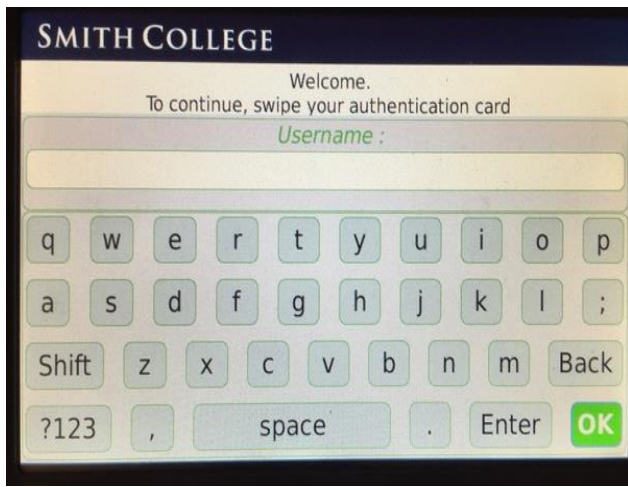 SMITH COLLEGE
Welcome.
To continue, swipe your authentication card
Username :
q w e r t y u i o p
a s d f g h j k l ;
Shift z x c v b n m Back
?123 , space . Enter OK